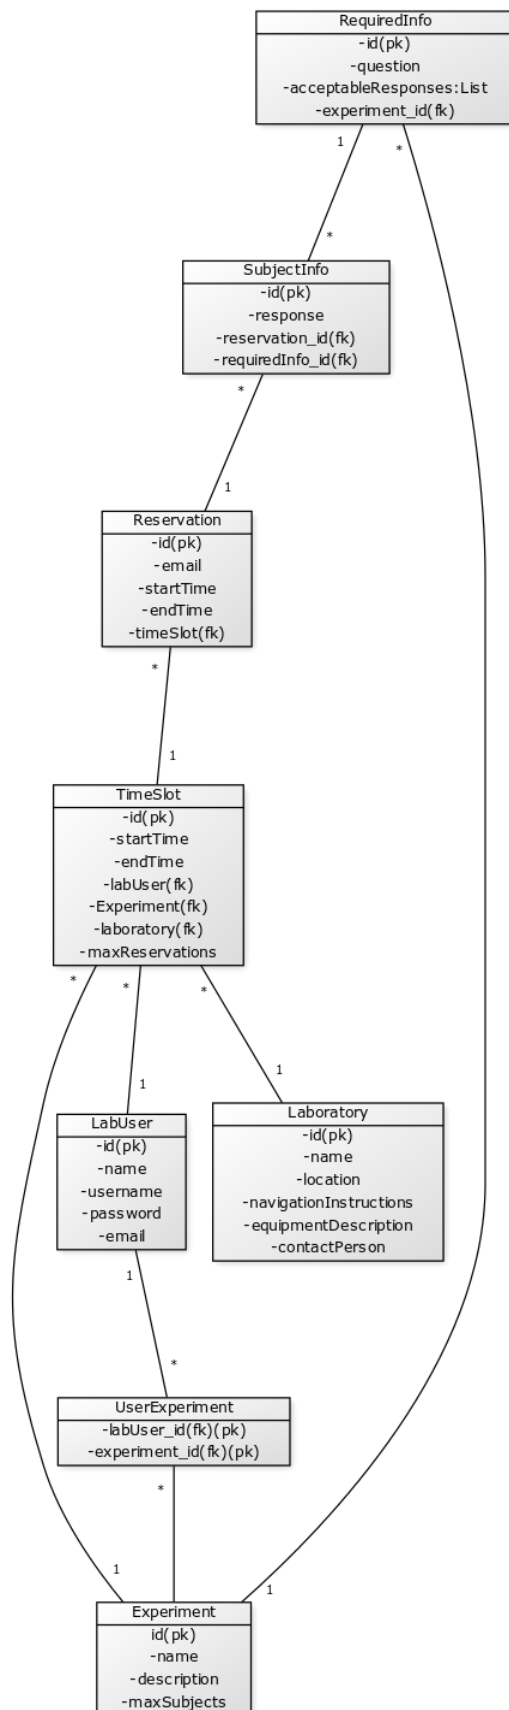 RequiredInfo
-id(pk)
-question
-acceptableResponses:List
-experiment_id(fk)
1
*
*
SubjectInfo
-id(pk)
-response
-reservation_id(fk)
-requiredInfo_id(fk)
*
1
Reservation
-id(pk)
-email
-startTime
-endTime
-timeSlot(fk)
*
1
TimeSlot
-id(pk)
-startTime
-endTime
-labUser(fk)
-Experiment(fk)
-laboratory(fk)
-maxReservations
*
*
*
1
1
LabUser
-id(pk)
-name
-username
-password
-email
Laboratory
-id(pk)
-name
-location
-navigationInstructions
-equipmentDescription
-contactPerson
1
*
UserExperiment
-labUser_id(fk)(pk)
-experiment_id(fk)(pk)
*
1
1
Experiment
id(pk)
-name
-description
-maxSubjects